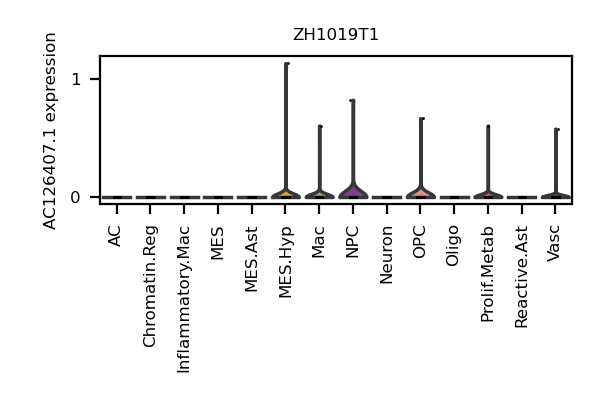 ZH1019T1
AC126407.1 expression
1
0
AC
Chromatin.Reg
Inflammatory.Mac
MES
MES.Ast
MES.Hyp
Mac
NPC
Neuron
OPC
Oligo
Prolif.Metab
Reactive.Ast
Vasc